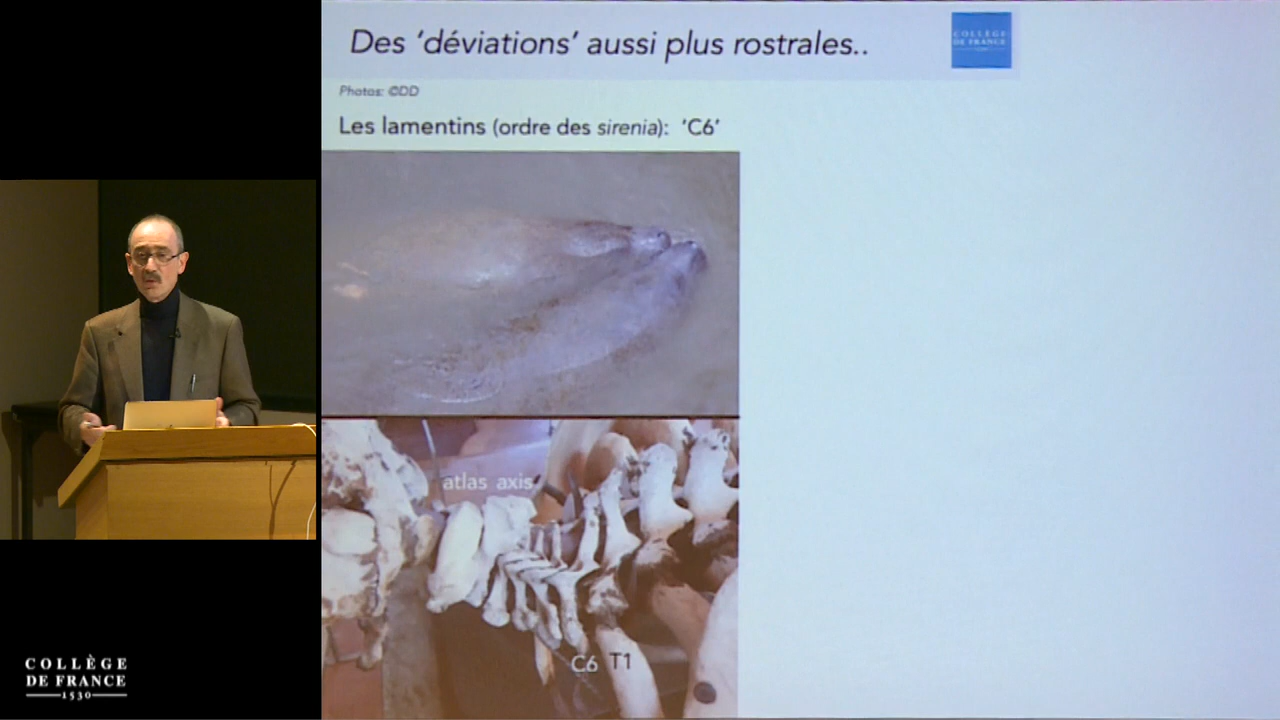 Des ‘déviations’ aussi plus rostrales..
COLLÈGE
DE FRANCE
Photos: ©DD
Les lamentins (ordre des sirenia): ‘C6’
atlas axis
C6 T1
COLLÈGE
DE FRANCE
1530